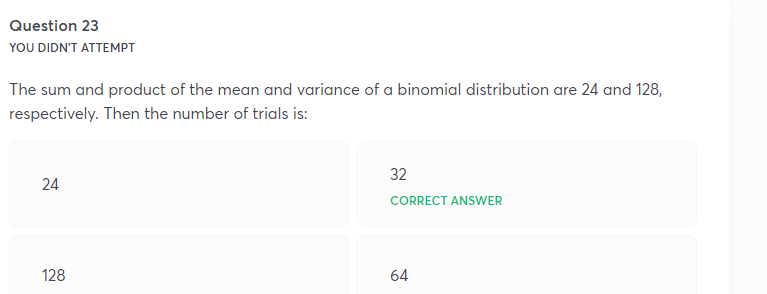 Question 23
YOU DIDN'T ATTEMPT
The sum and product of the mean and variance of a binomial distribution are 24 and 128,
respectively. Then the number of trials is:
24
32
CORRECT ANSWER
128
64